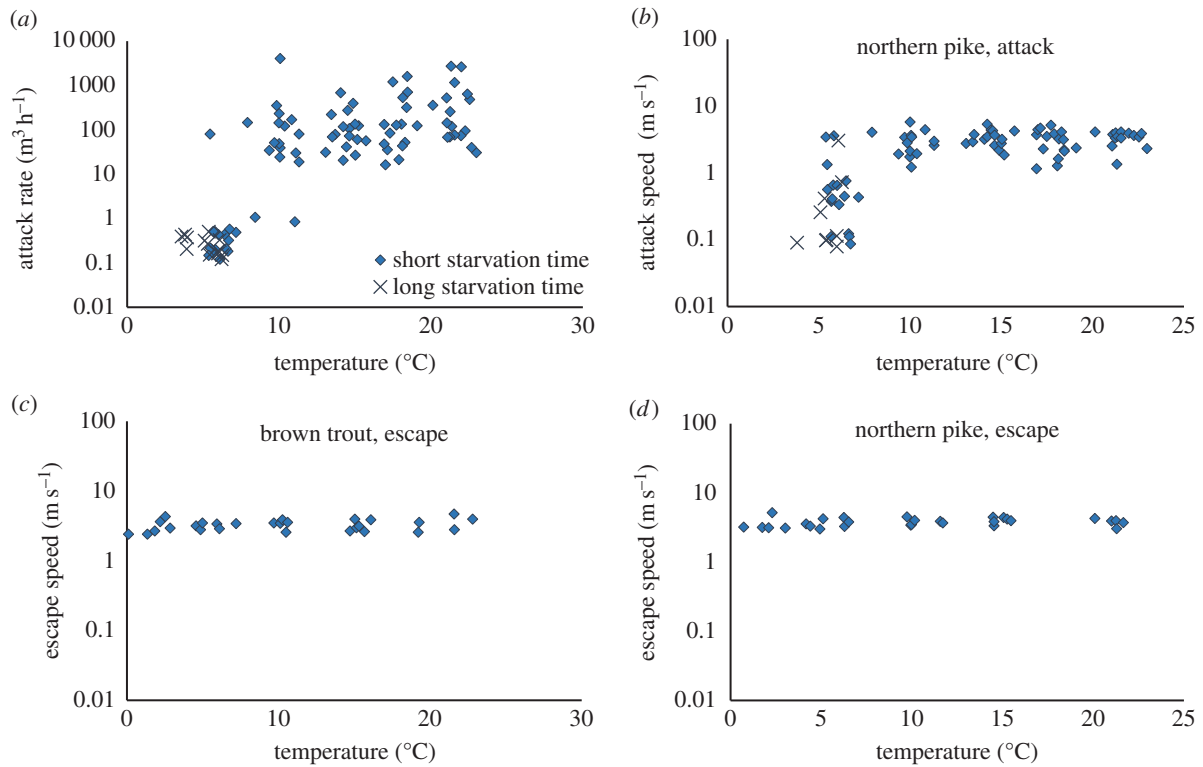 (a)
10 000
1000
100
10
1
0.1
0.01
attack rate (m³ h⁻¹)
short starvation time
long starvation time
0 10 20 30
temperature (°C)
(b)
northern pike, attack
100
10
1
0.1
0.01
attack speed (m s⁻¹)
0 5 10 15 20 25
temperature (°C)
(c)
brown trout, escape
100
10
1
0.1
0.01
escape speed (m s⁻¹)
0 10 20 30
temperature (°C)
(d)
northern pike, escape
100
10
1
0.1
0.01
escape speed (m s⁻¹)
0 5 10 15 20 25
temperature (°C)